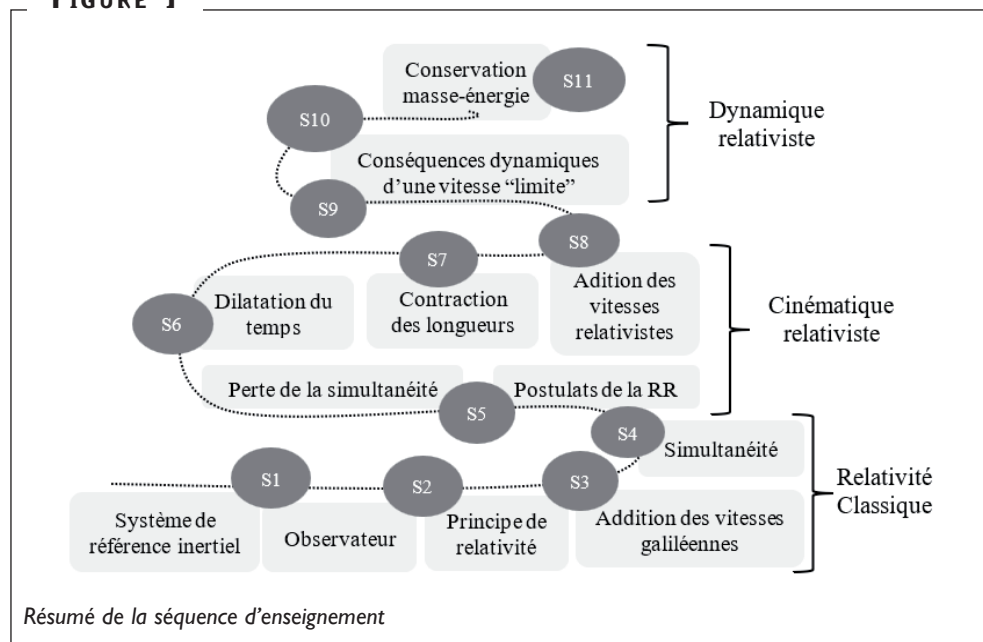 FIGURE 1
Conservation
masse-énergie
S11
S10
Dynamique
relativiste
Conséquences dynamiques
d’une vitesse “limite”
S9
S8
S7
Adition des
vitesses
relativistes
Contraction
des longueurs
Dilatation du
temps
S6
Cinématique
relativiste
Perte de la simultanéité
Postulats de la RR
S5
S4
Simultanéité
S1
S2
S3
Relativité
Classique
Système de
référence inertiel
Observateur
Principe de
relativité
Addition des vitesses
galiléennes
Résumé de la séquence d’enseignement